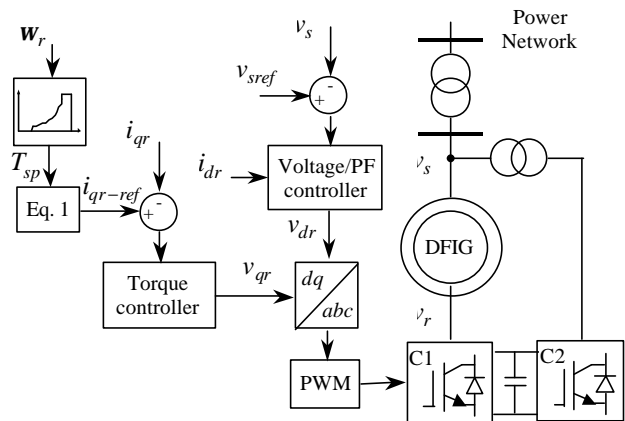 w_r
T_sp
Eq. 1
i_qr-ref
i_qr
+
-
Torque
controller
v_s
v_sref
+
-
i_dr
Voltage/PF
controller
v_dr
v_qr
dq
abc
PWM
Power
Network
v_s
DFIG
v_r
C1
C2